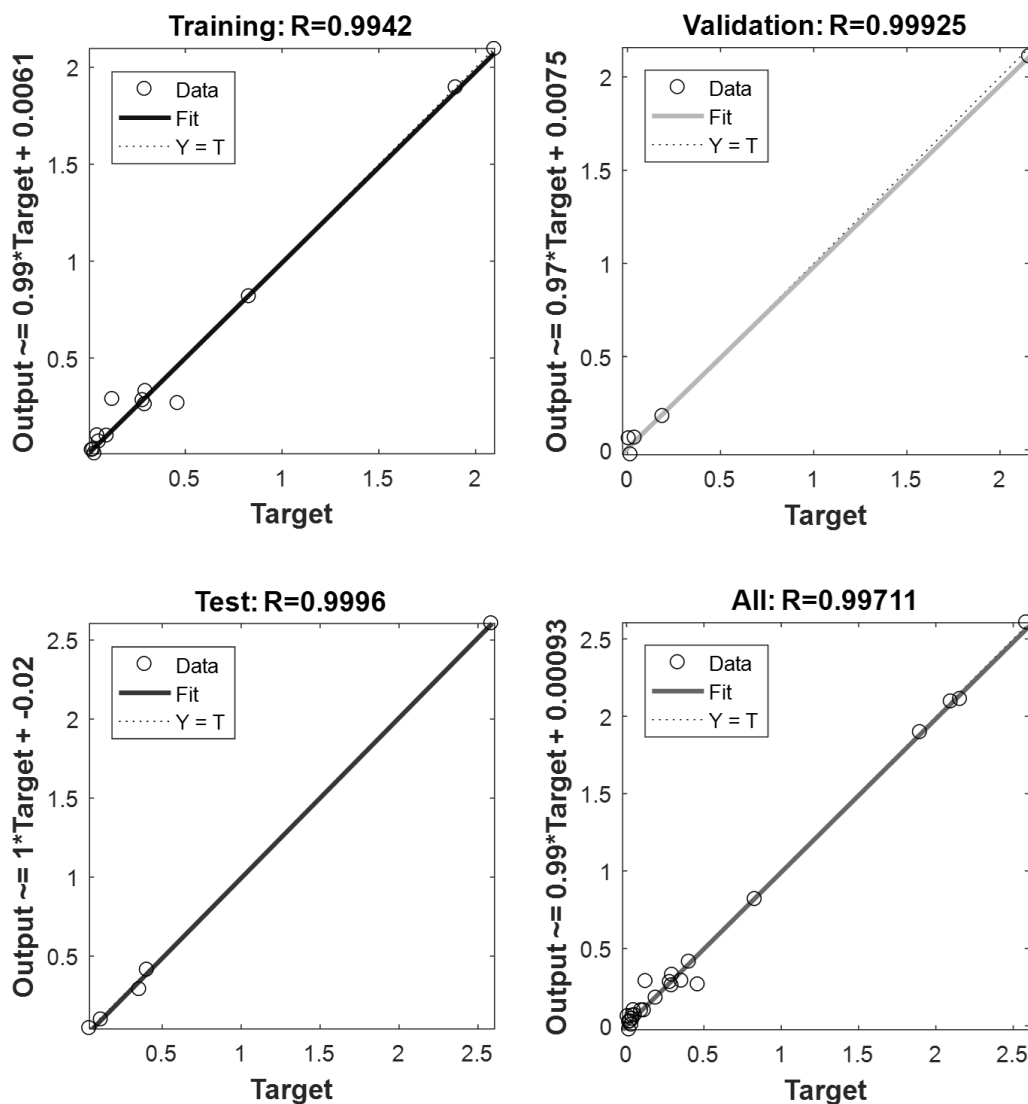 Training: R=0.9942
Output ~= 0.99*Target + 0.0061
2
1.5
1
0.5
Data
Fit
Y = T
0.5
1
1.5
2
Target
Validation: R=0.99925
Output ~= 0.97*Target + 0.0075
2
1.5
1
0.5
0
Data
Fit
Y = T
0
0.5
1
1.5
2
Target
Test: R=0.9996
Output ~= 1*Target + -0.02
2.5
2
1.5
1
0.5
Data
Fit
Y = T
0.5
1
1.5
2
2.5
Target
All: R=0.99711
Output ~= 0.99*Target + 0.00093
2.5
2
1.5
1
0.5
0
Data
Fit
Y = T
0
0.5
1
1.5
2
2.5
Target